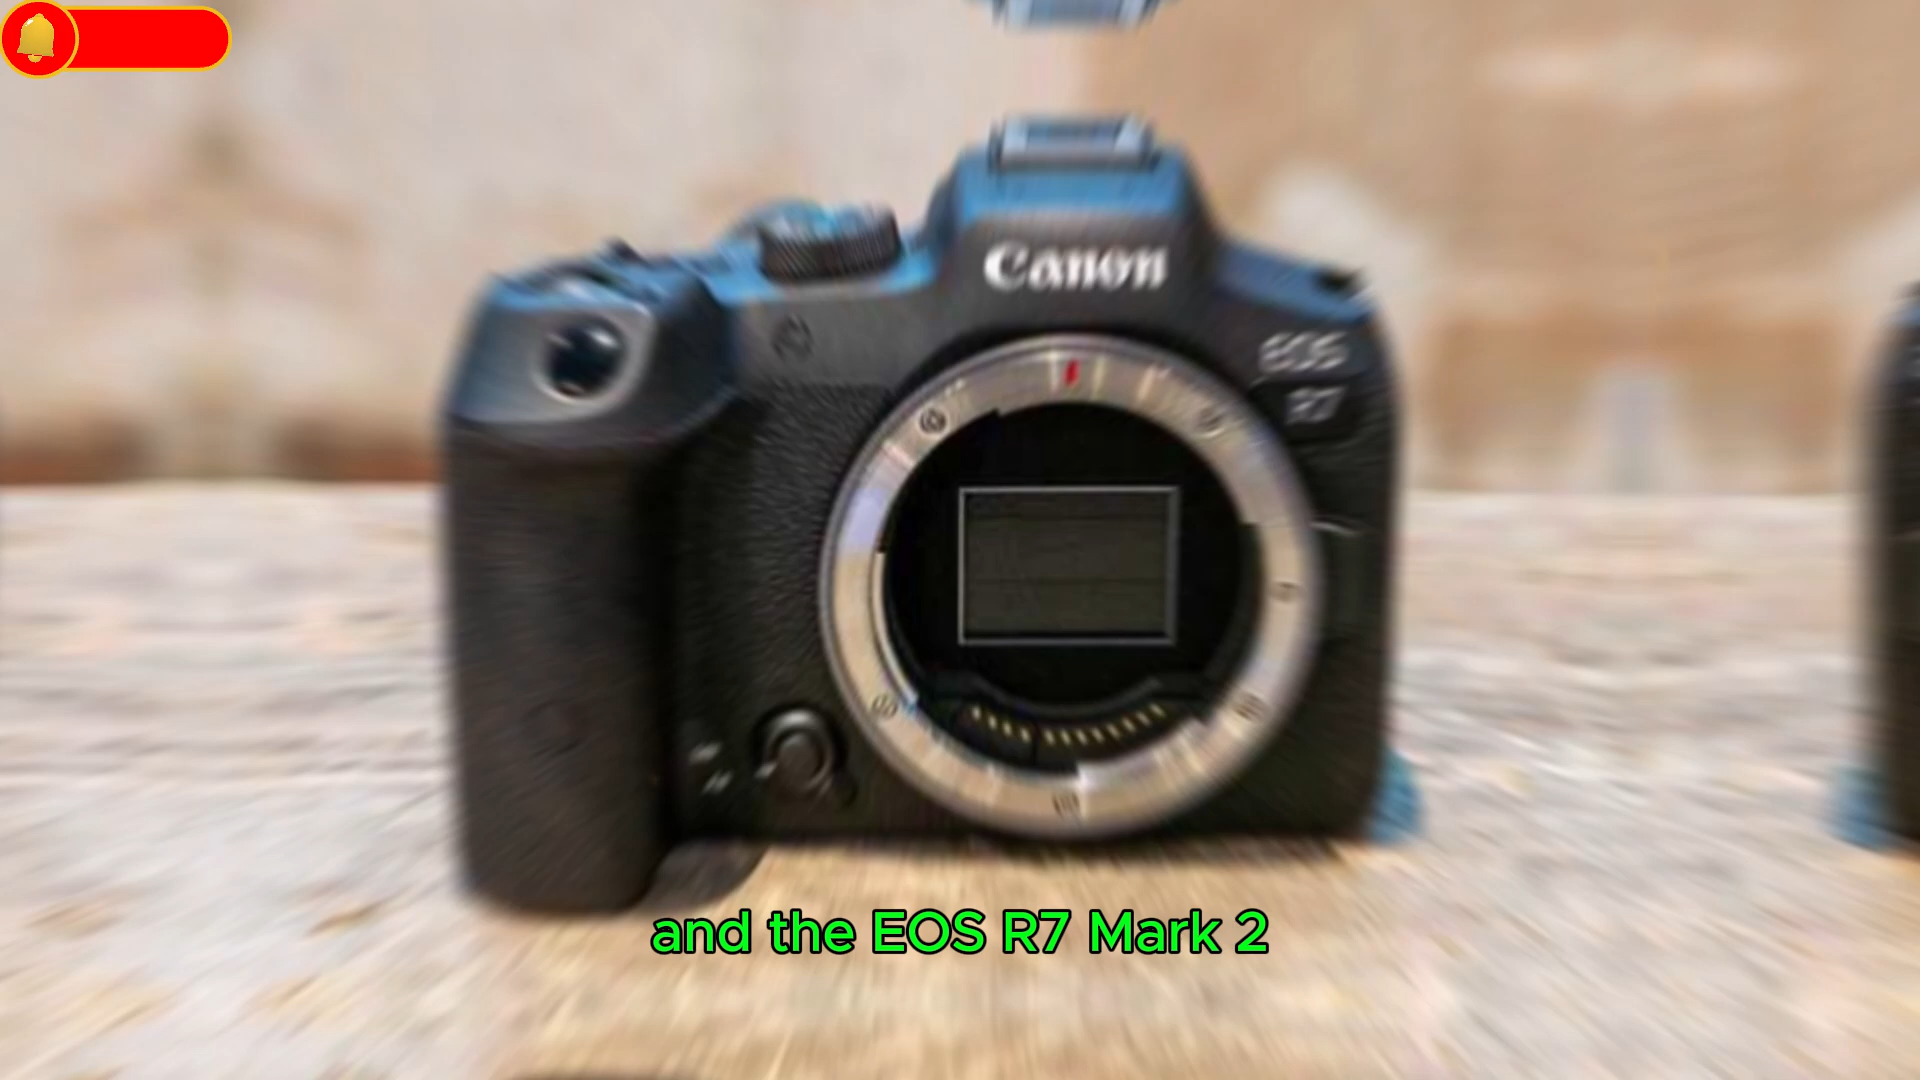 Canon
EOS
R7
and the EOS R7 Mark 2